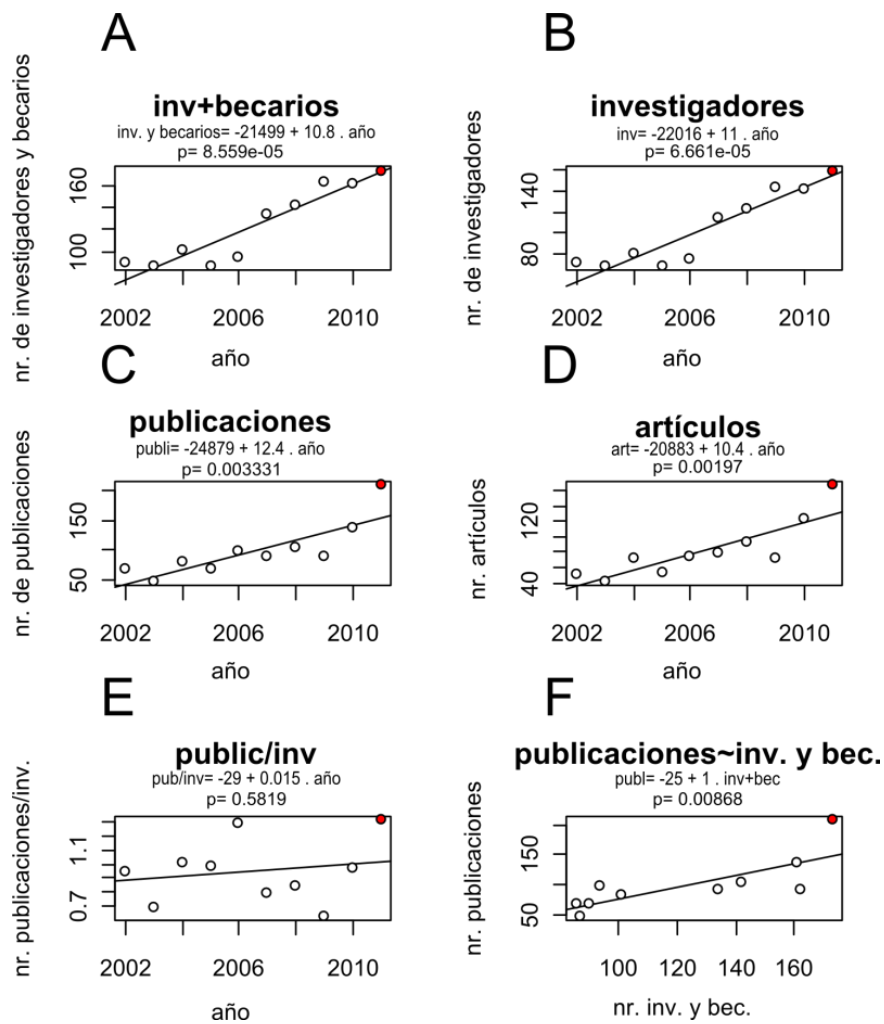 A
inv+becarios
inv. y becarios= -21499 + 10.8 . año
p= 8.559e-05
nr. de investigadores y becarios
160
100
2002
2006
2010
año
B
investigadores
inv= -22016 + 11 . año
p= 6.661e-05
nr. de investigadores
140
80
2002
2006
2010
año
C
publicaciones
publi= -24879 + 12.4 . año
p= 0.003331
nr. de publicaciones
150
50
2002
2006
2010
año
D
artículos
art= -20883 + 10.4 . año
p= 0.00197
nr. artículos
120
40
2002
2006
2010
año
E
public/inv
pub/inv= -29 + 0.015 . año
p= 0.5819
nr. publicaciones/inv.
1.1
0.7
2002
2006
2010
año
F
publicaciones~inv. y bec.
publ= -25 + 1 . inv+bec
p= 0.00868
nr. publicaciones
150
50
100
120
140
160
nr. inv. y bec.